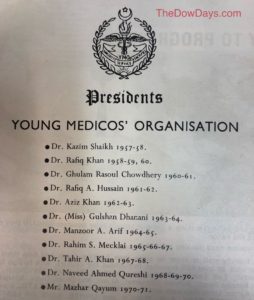 TheDowDays.com
Presidents
YOUNG MEDICOS' ORGANISATION
Dr. Kazim Shaikh 1957-58.
Dr. Rafiq Khan 1958-59, 60.
Dr. Ghulam Rasoul Chowdhery 1960-61.
Dr. Rafiq A. Hussain 1961-62.
Dr. Aziz Khan 1962-63.
Dr. (Miss) Gulshzn Dhanani 1963-64.
Dr. Manzoor A. Arif 1964-65.
Dr. Rahim S. Mecklai 1965-66-67.
Dr. Tahir A. Khan 1967-68.
Dr. Naveed Ahmed Qureshi 1968-69-70.
Mr. Mazhar Qayum 1970-71.